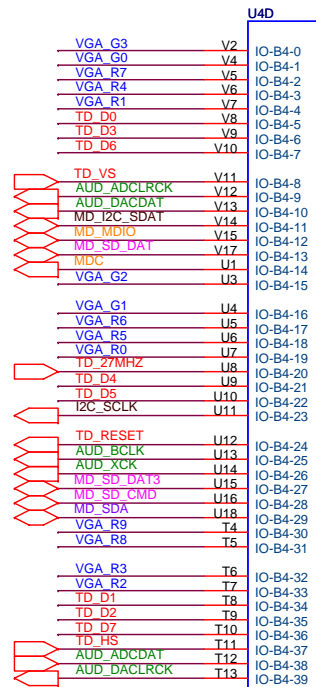 U4D
VGA_G3 V2 IO-B4-0
VGA_G0 V4 IO-B4-1
VGA_R7 V5 IO-B4-2
VGA_R4 V6 IO-B4-3
VGA_R1 V7 IO-B4-4
TD_D0 V8 IO-B4-5
TD_D3 V9 IO-B4-6
TD_D6 V10 IO-B4-7
TD_VS V11 IO-B4-8
AUD_ADCLRCK V12 IO-B4-9
AUD_DACDAT V13 IO-B4-10
MD_I2C_SDAT V14 IO-B4-11
MD_MDIO V15 IO-B4-12
MD_SD_DAT V17 IO-B4-13
MDC U1 IO-B4-14
VGA_G2 U3 IO-B4-15
VGA_G1 U4 IO-B4-16
VGA_R6 U5 IO-B4-17
VGA_R5 U6 IO-B4-18
VGA_R0 U7 IO-B4-19
TD_27MHZ U8 IO-B4-20
TD_D4 U9 IO-B4-21
TD_D5 U10 IO-B4-22
I2C_SCLK U11 IO-B4-23
TD_RESET U12 IO-B4-24
AUD_BCLK U13 IO-B4-25
AUD_XCK U14 IO-B4-26
MD_SD_DAT3 U15 IO-B4-27
MD_SD_CMD U16 IO-B4-28
MD_SDA U18 IO-B4-29
VGA_R9 T4 IO-B4-30
VGA_R8 T5 IO-B4-31
VGA_R3 T6 IO-B4-32
VGA_R2 T7 IO-B4-33
TD_D1 T8 IO-B4-34
TD_D2 T9 IO-B4-35
TD_D7 T10 IO-B4-36
TD_HS T11 IO-B4-37
AUD_ADCDAT T12 IO-B4-38
AUD_DACLRCK T13 IO-B4-39